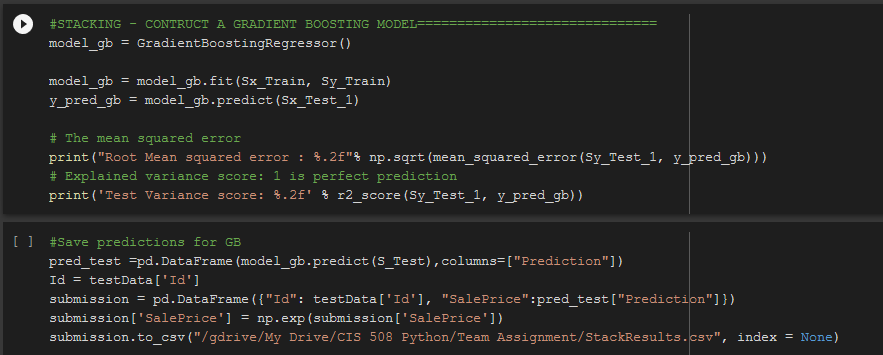 #STACKING - CONTRUCT A GRADIENT BOOSTING MODEL==============================
model_gb = GradientBoostingRegressor()
model_gb = model_gb.fit(Sx_Train, Sy_Train)
y_pred_gb = model_gb.predict(Sx_Test_1)
# The mean squared error
print("Root Mean squared error : %.2f"% np.sqrt(mean_squared_error(Sy_Test_1, y_pred_gb)))
# Explained variance score: 1 is perfect prediction
print('Test Variance score: %.2f' % r2_score(Sy_Test_1, y_pred_gb))
[ ] #Save predictions for GB
pred_test =pd.DataFrame(model_gb.predict(S_Test),columns=["Prediction"])
Id = testData['Id']
submission = pd.DataFrame({"Id": testData['Id'], "SalePrice":pred_test["Prediction"]})
submission['SalePrice'] = np.exp(submission['SalePrice'])
submission.to_csv("/gdrive/My Drive/CIS 508 Python/Team Assignment/StackResults.csv", index = None)